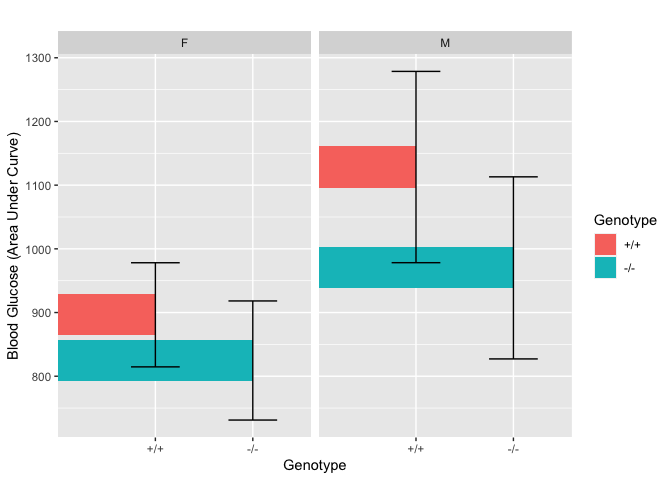 F
M
1300
1200
1100
1000
900
800
Blood Glucose (Area Under Curve)
+/+
-/-
+/+
-/-
Genotype
Genotype
+/+
-/-